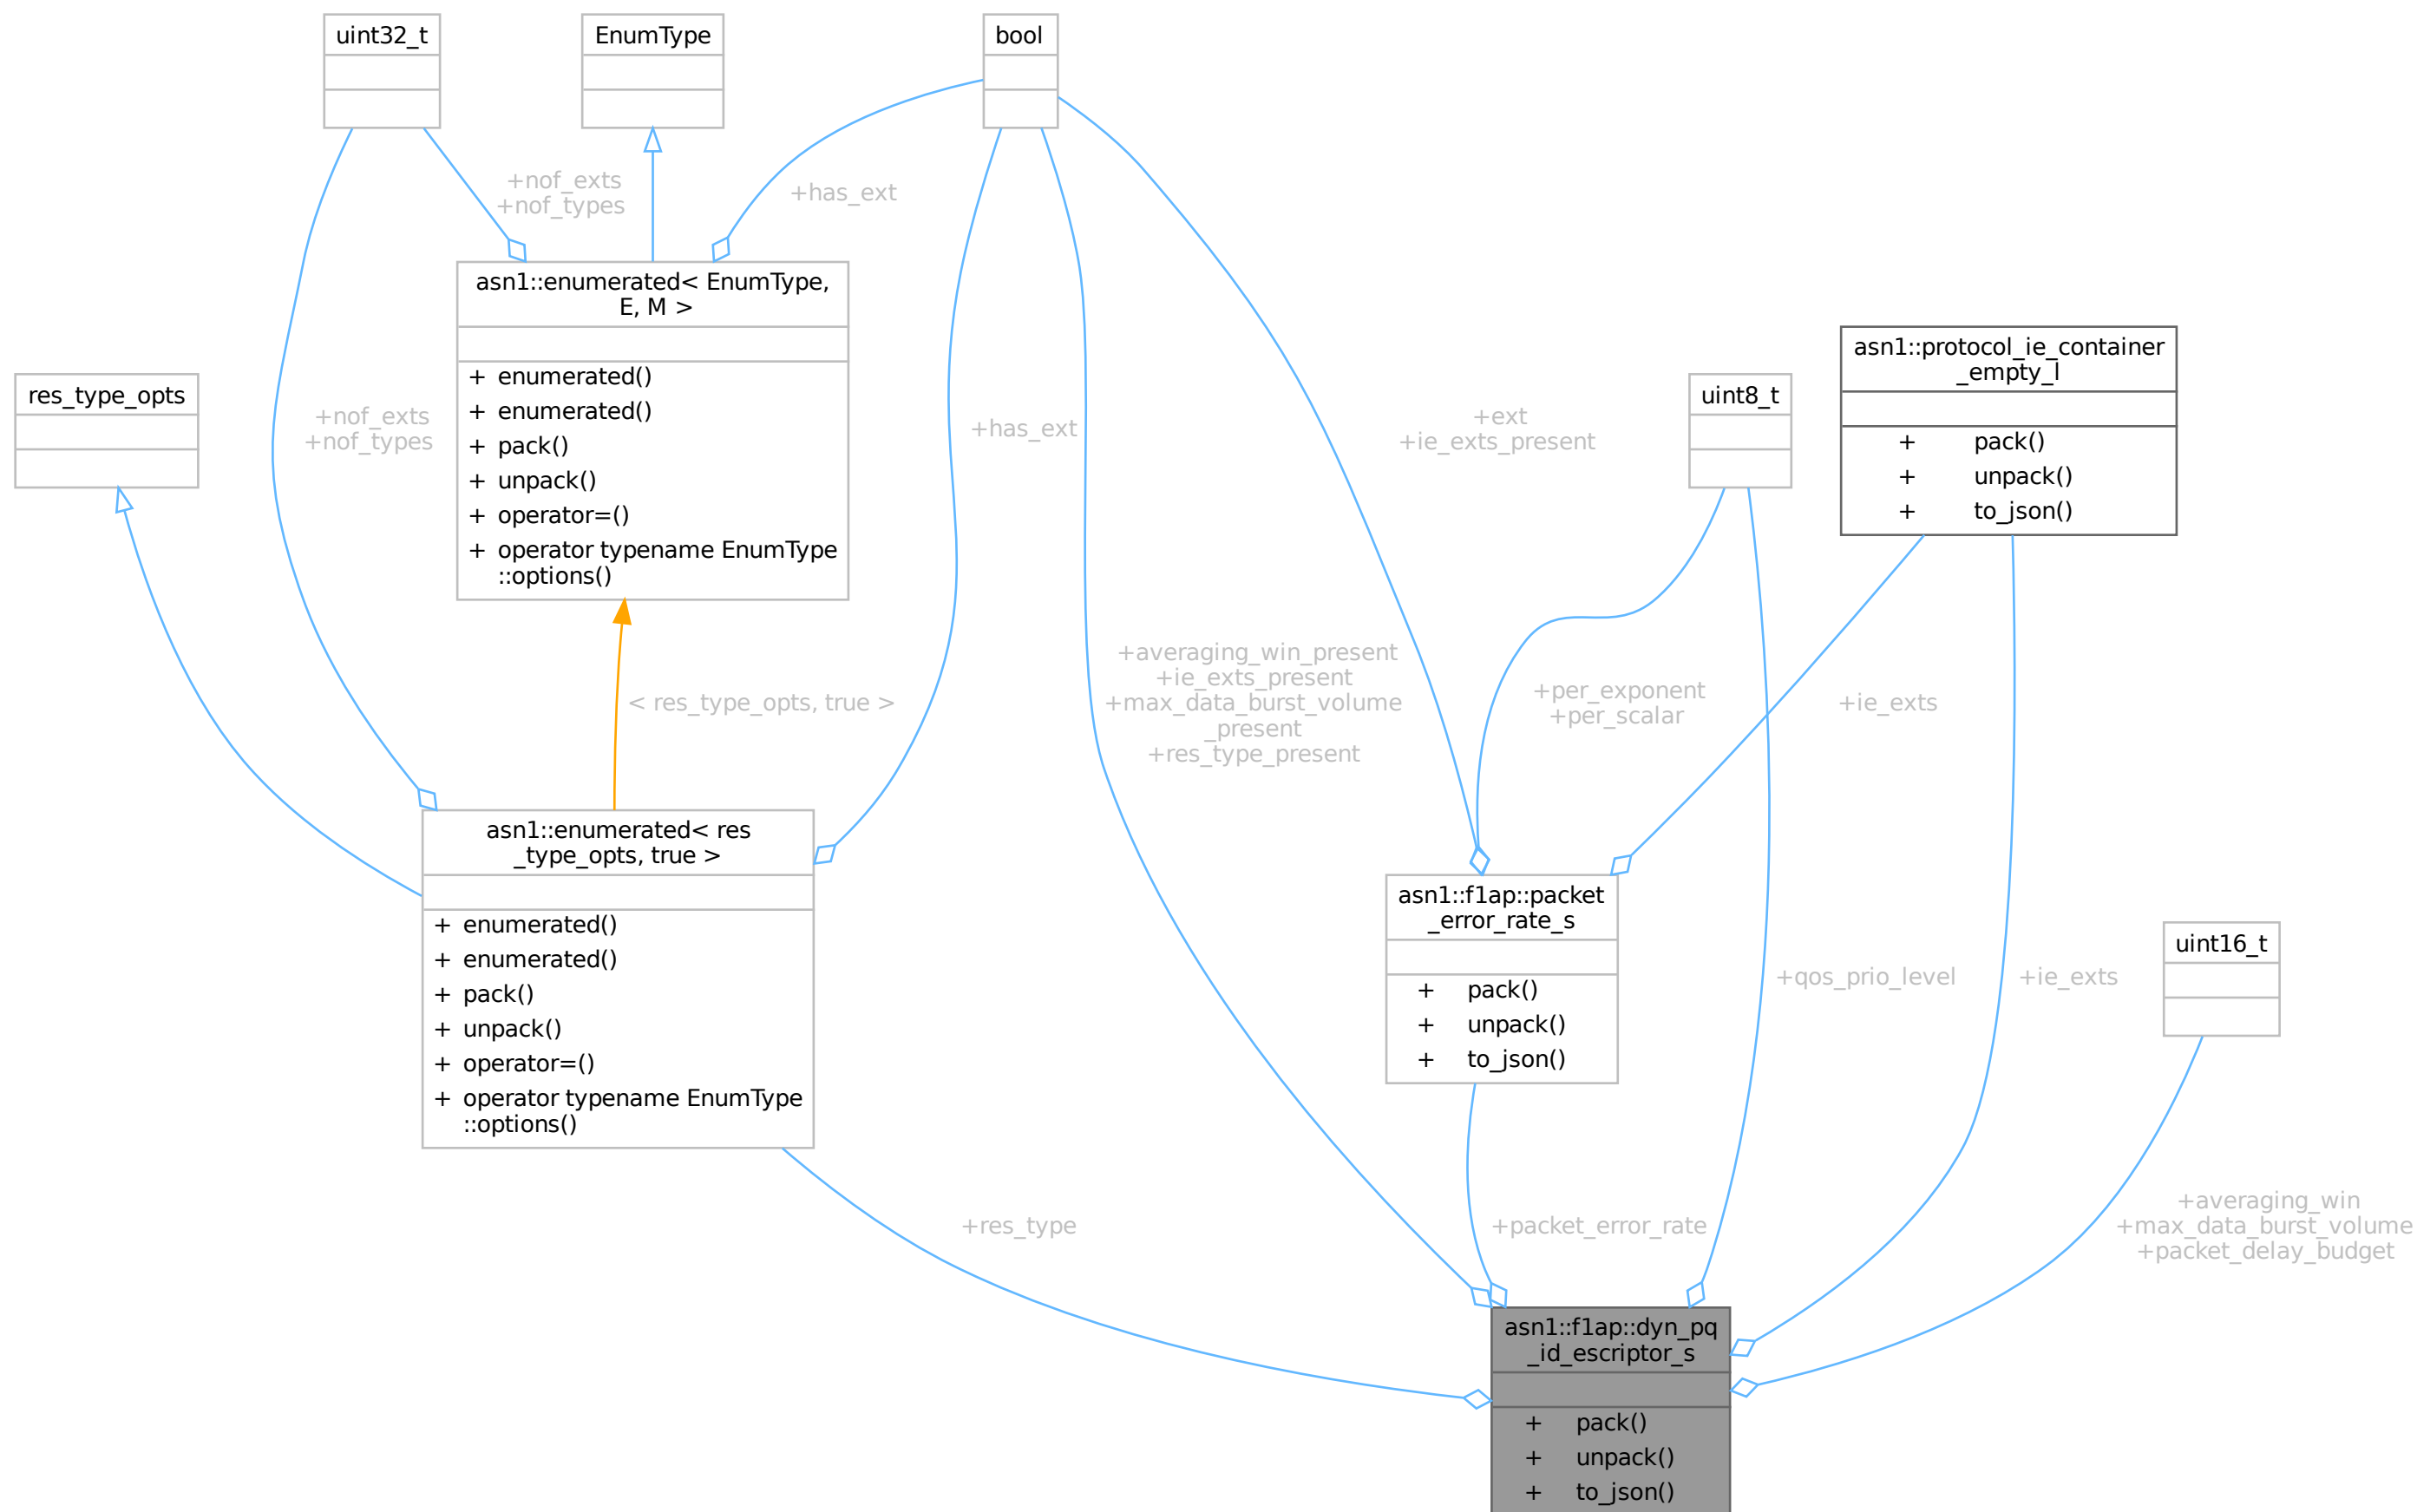 uint32_t
EnumType
bool
+nof_exts
+nof_types
+has_ext
asn1::enumerated< EnumType,
E, M >
+ enumerated()
+ enumerated()
+ pack()
+ unpack()
+ operator=()
+ operator typename EnumType
::options()
res_type_opts
+nof_exts
+nof_types
+has_ext
+ext
+ie_exts_present
uint8_t
asn1::protocol_ie_container
_empty_l
+ pack()
+ unpack()
+ to_json()
< res_type_opts, true >
+averaging_win_present
+ie_exts_present
+max_data_burst_volume
_present
+res_type_present
+per_exponent
+per_scalar
+ie_exts
asn1::enumerated< res
_type_opts, true >
+ enumerated()
+ enumerated()
+ pack()
+ unpack()
+ operator=()
+ operator typename EnumType
::options()
asn1::f1ap::packet
_error_rate_s
+ pack()
+ unpack()
+ to_json()
+qos_prio_level
+ie_exts
uint16_t
+res_type
+packet_error_rate
+averaging_win
+max_data_burst_volume
+packet_delay_budget
asn1::f1ap::dyn_pq
_id_escriptor_s
+ pack()
+ unpack()
+ to_json()